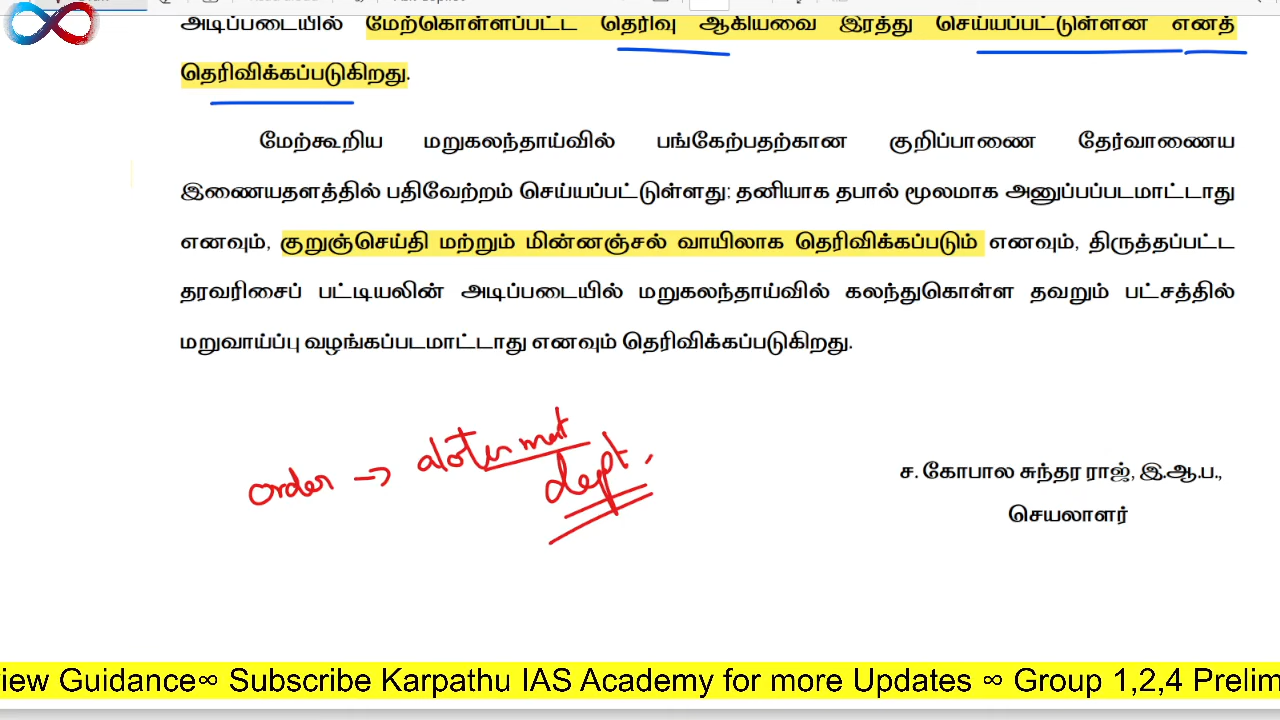 அடிப்படையில் மேற்கொள்ளப்பட்ட தெரிவு ஆகியவை இரத்து செய்யப்பட்டுள்ளன எனத்
தெரிவிக்கப்படுகிறது.
மேற்கூறிய மறுகலந்தாய்வில் பங்கேற்பதற்கான குறிப்பாணை தேர்வாணைய
இணையதளத்தில் பதிவேற்றம் செய்யப்பட்டுள்ளது; தனியாக தபால் மூலமாக அனுப்பப்படமாட்டாது
எனவும், குறுஞ்செய்தி மற்றும் மின்னஞ்சல் வாயிலாக தெரிவிக்கப்படும் எனவும், திருத்தப்பட்ட
தரவரிசைப் பட்டியலின் அடிப்படையில் மறுகலந்தாய்வில் கலந்துகொள்ள தவறும் பட்சத்தில்
மறுவாய்ப்பு வழங்கப்படமாட்டாது எனவும் தெரிவிக்கப்படுகிறது.
order →
dept.
ச. கோபால சுந்தர ராஜ், இ.ஆ.ப.,
செயலாளர்
iew Guidance∞ Subscribe Karpathu IAS Academy for more Updates ∞ Group 1,2,4 Prelim